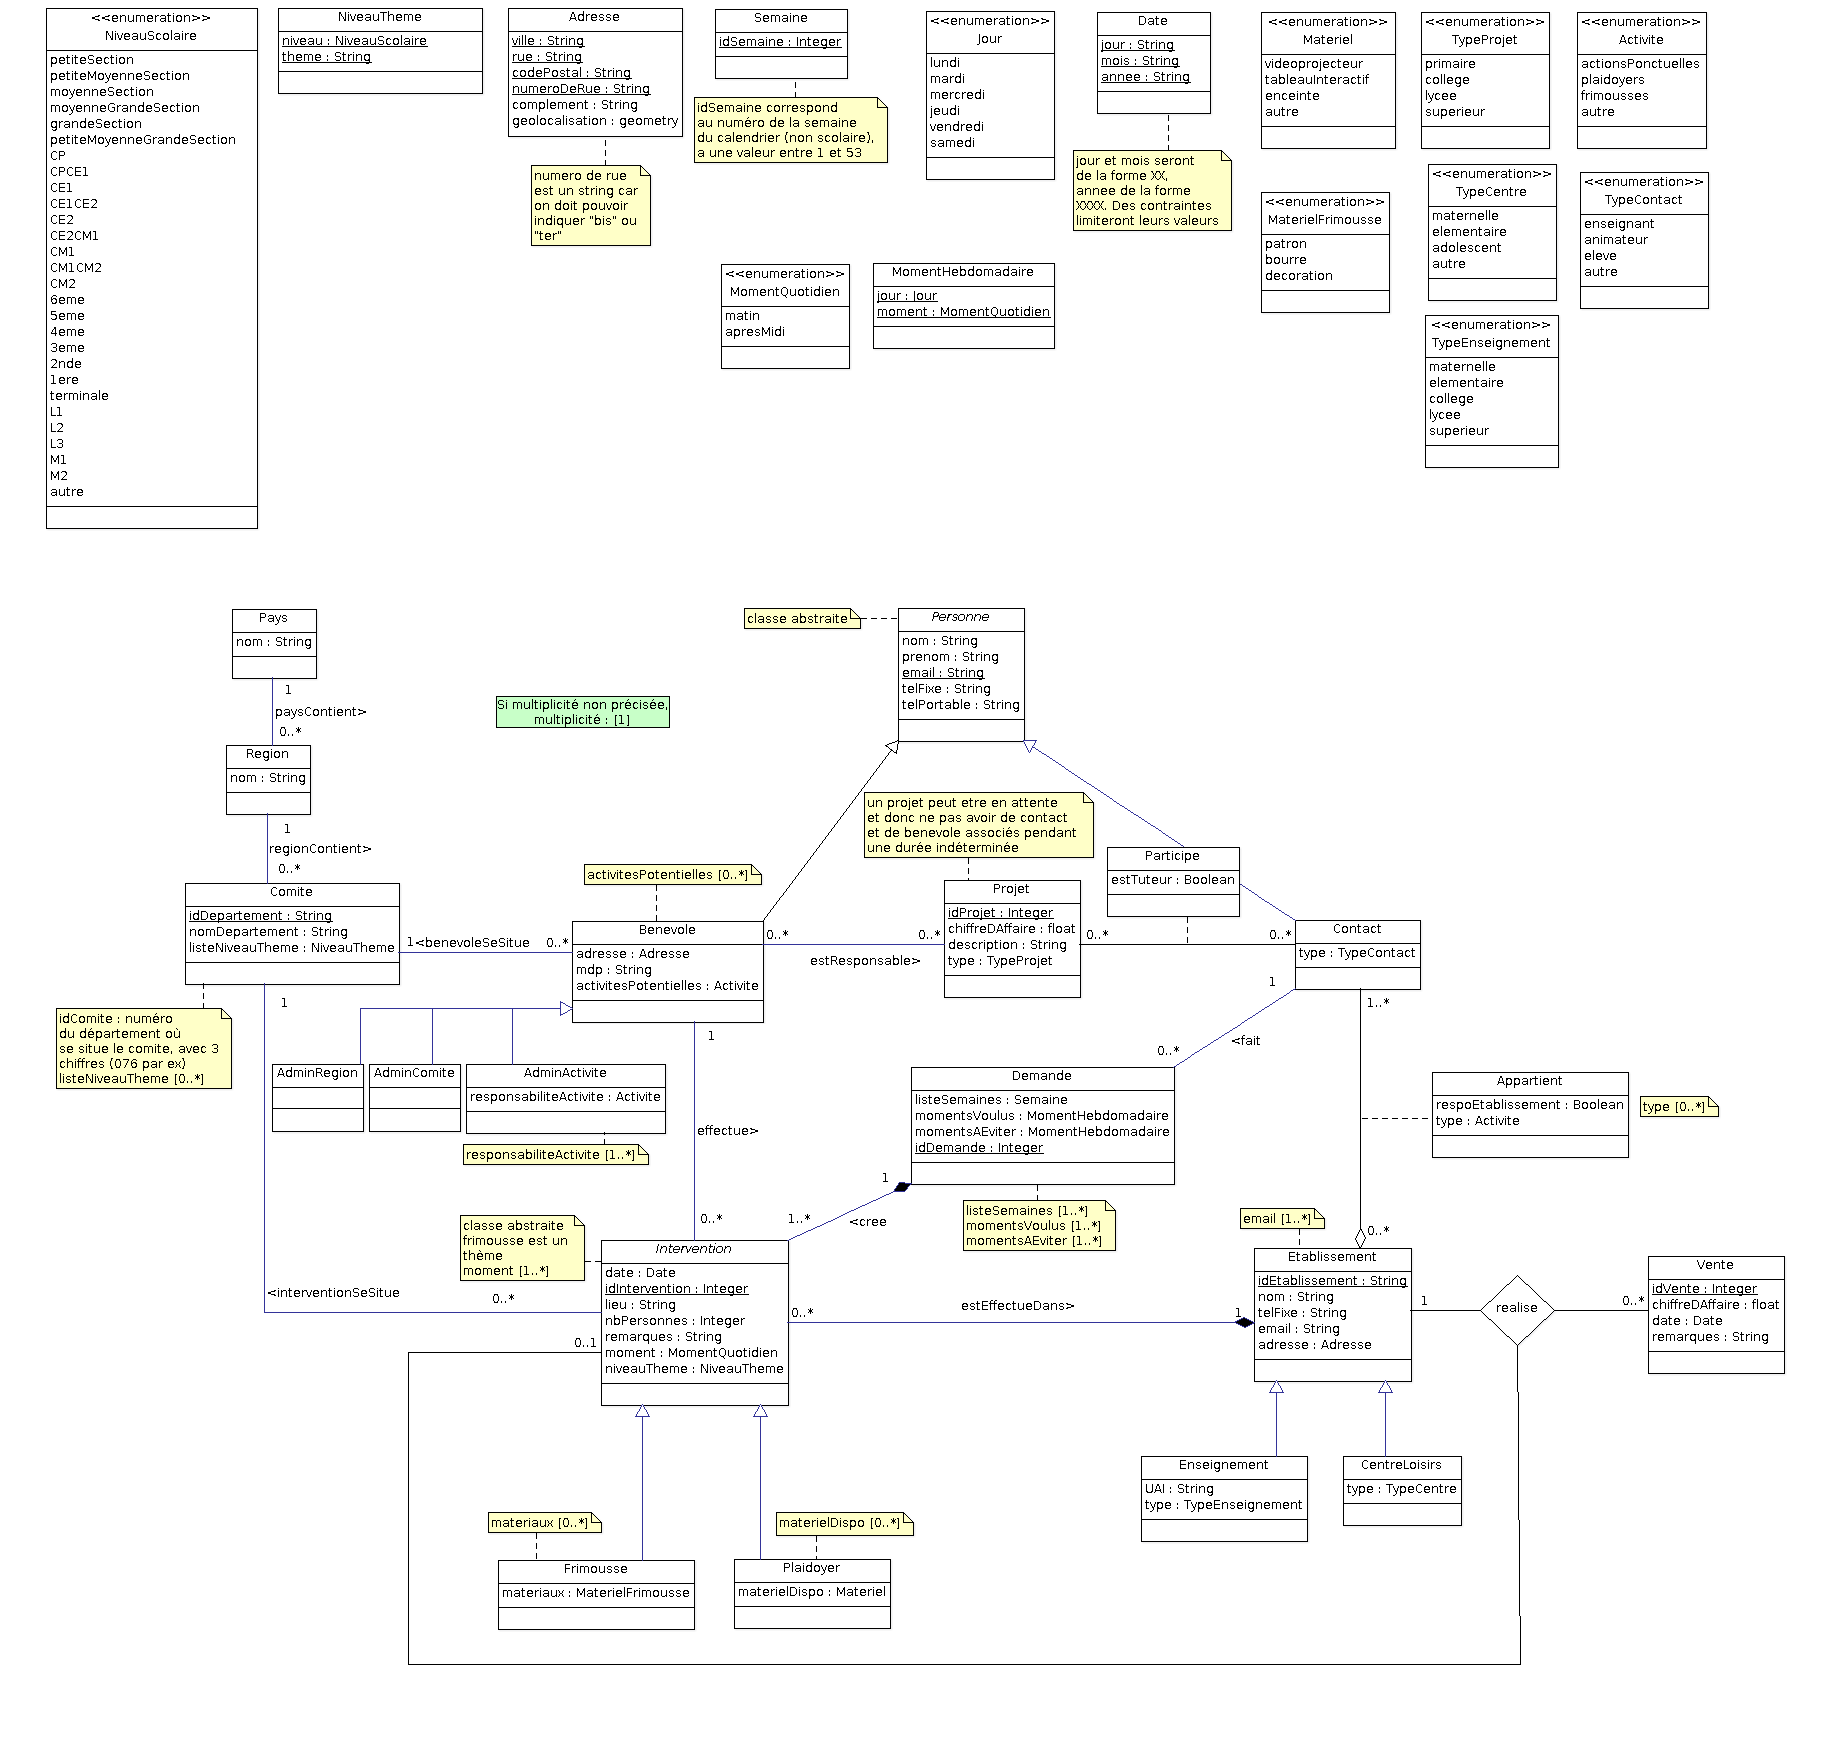 <<enumeration>>
NiveauScolaire
petiteSection
petiteMoyenneSection
moyenneSection
moyenneGrandeSection
grandeSection
petiteMoyenneGrandeSection
CP
CPCE1
CE1
CE1CE2
CE2
CE2CM1
CM1
CM1CM2
CM2
6eme
5eme
4eme
3eme
2nde
1ere
terminale
L1
L2
L3
M1
M2
autre
NiveauTheme
niveau : NiveauScolaire
theme : String
Adresse
ville : String
rue : String
codePostal : String
numeroDeRue : String
complement : String
geolocalisation : geometry
numero de rue
est un string car
on doit pouvoir
indiquer "bis" ou
"ter"
Semaine
idSemaine : Integer
idSemaine correspond
au numéro de la semaine
du calendrier (non scolaire),
a une valeur entre 1 et 53
<<enumeration>>
MomentQuotidien
matin
apresMidi
<<enumeration>>
Jour
lundi
mardi
mercredi
jeudi
vendredi
samedi
MomentHebdomadaire
jour : Jour
moment : MomentQuotidien
Date
jour : String
mois : String
annee : String
jour et mois seront
de la forme XX,
annee de la forme
XXXX. Des contraintes
limiteront leurs valeurs
<<enumeration>>
Materiel
videoprojecteur
tableauInteractif
enceinte
autre
<<enumeration>>
MaterielFrimousse
patron
bourre
decoration
<<enumeration>>
TypeProjet
primaire
college
lycee
superieur
<<enumeration>>
TypeCentre
maternelle
elementaire
adolescent
autre
<<enumeration>>
TypeEnseignement
maternelle
elementaire
college
lycee
superieur
<<enumeration>>
Activite
actionsPonctuelles
plaidoyers
frimousses
autre
<<enumeration>>
TypeContact
enseignant
animateur
eleve
autre
Pays
nom : String
1
paysContient>
0..*
Region
nom : String
1
regionContient>
0..*
Comite
idDepartement : String
nomDepartement : String
listeNiveauTheme : NiveauTheme
idComite : numéro
du département où
se situe le comite, avec 3
chiffres (076 par ex)
listeNiveauTheme [0..*]
1
1
<benevoleSeSitue
0..*
Si multiplicité non précisée,
multiplicité : [1]
classe abstraite
Personne
nom : String
prenom : String
email : String
telFixe : String
telPortable : String
activitesPotentielles [0..*]
Benevole
adresse : Adresse
mdp : String
activitesPotentielles : Activite
0..*
0..*
estResponsable>
un projet peut etre en attente
et donc ne pas avoir de contact
et de benevole associés pendant
une durée indéterminée
Projet
idProjet : Integer
chiffreDAffaire : float
description : String
type : TypeProjet
0..*
0..*
Participe
estTuteur : Boolean
Contact
type : TypeContact
1
<fait
0..*
1..*
AdminRegion
AdminComite
AdminActivite
responsabiliteActivite : Activite
responsabiliteActivite [1..*]
1
effectue>
0..*
Demande
listeSemaines : Semaine
momentsVoulus : MomentHebdomadaire
momentsAEviter : MomentHebdomadaire
idDemande : Integer
listeSemaines [1..*]
momentsVoulus [1..*]
momentsAEviter [1..*]
1
1..*
<cree
Appartient
respoEtablissement : Boolean
type : Activite
type [0..*]
classe abstraite
frimousse est un
thème
moment [1..*]
<interventionSeSitue
0..*
0..1
Intervention
date : Date
idIntervention : Integer
lieu : String
nbPersonnes : Integer
remarques : String
moment : MomentQuotidien
niveauTheme : NiveauTheme
0..*
estEffectueDans>
1
email [1..*]
0..*
Etablissement
idEtablissement : String
nom : String
telFixe : String
email : String
adresse : Adresse
1
realise
0..*
Vente
idVente : Integer
chiffreDAffaire : float
date : Date
remarques : String
Enseignement
UAI : String
type : TypeEnseignement
CentreLoisirs
type : TypeCentre
materiaux [0..*]
Frimousse
materiaux : MaterielFrimousse
materielDispo [0..*]
Plaidoyer
materielDispo : Materiel